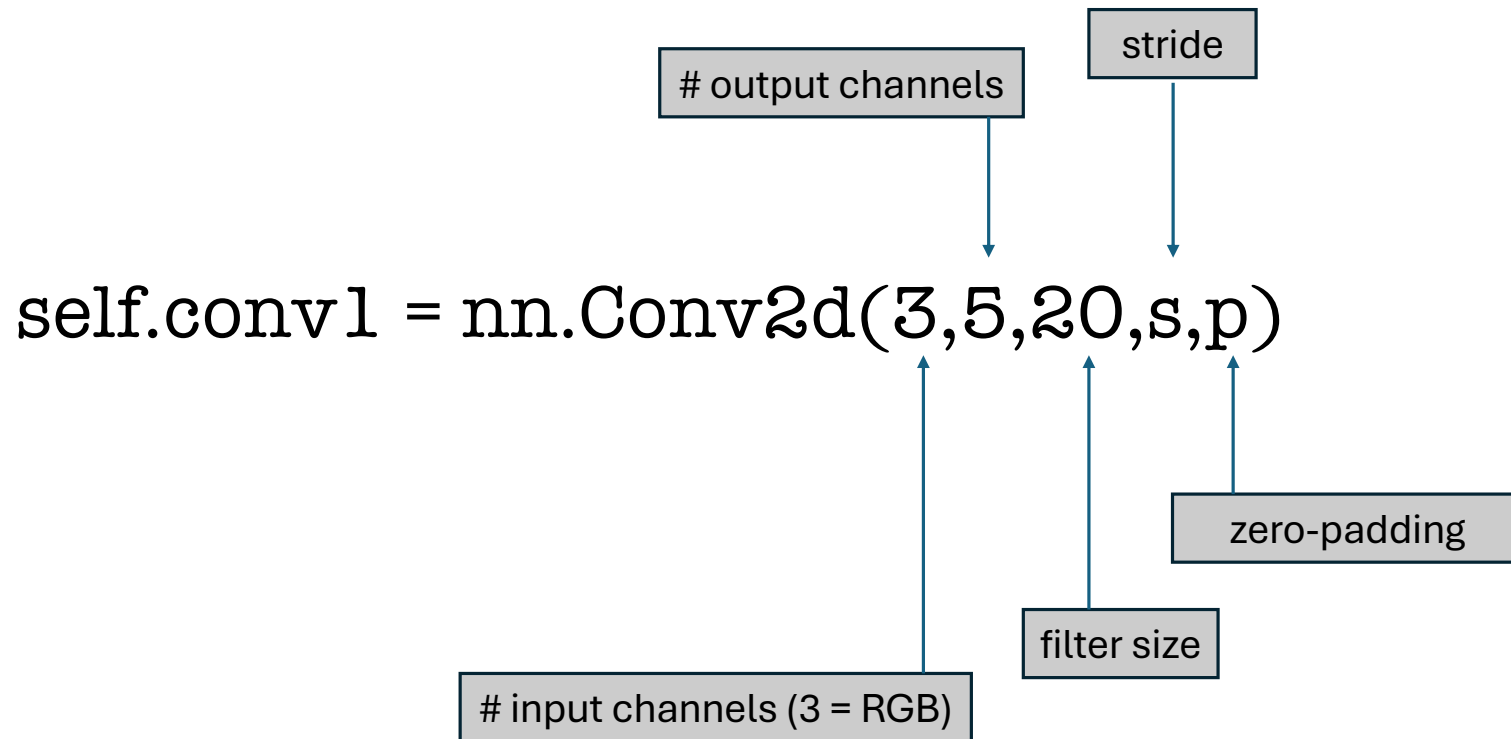 stride
# output channels
self.conv1 = nn.Conv2d(3,5,20,s,p)
zero-padding
filter size
# input channels (3 = RGB)